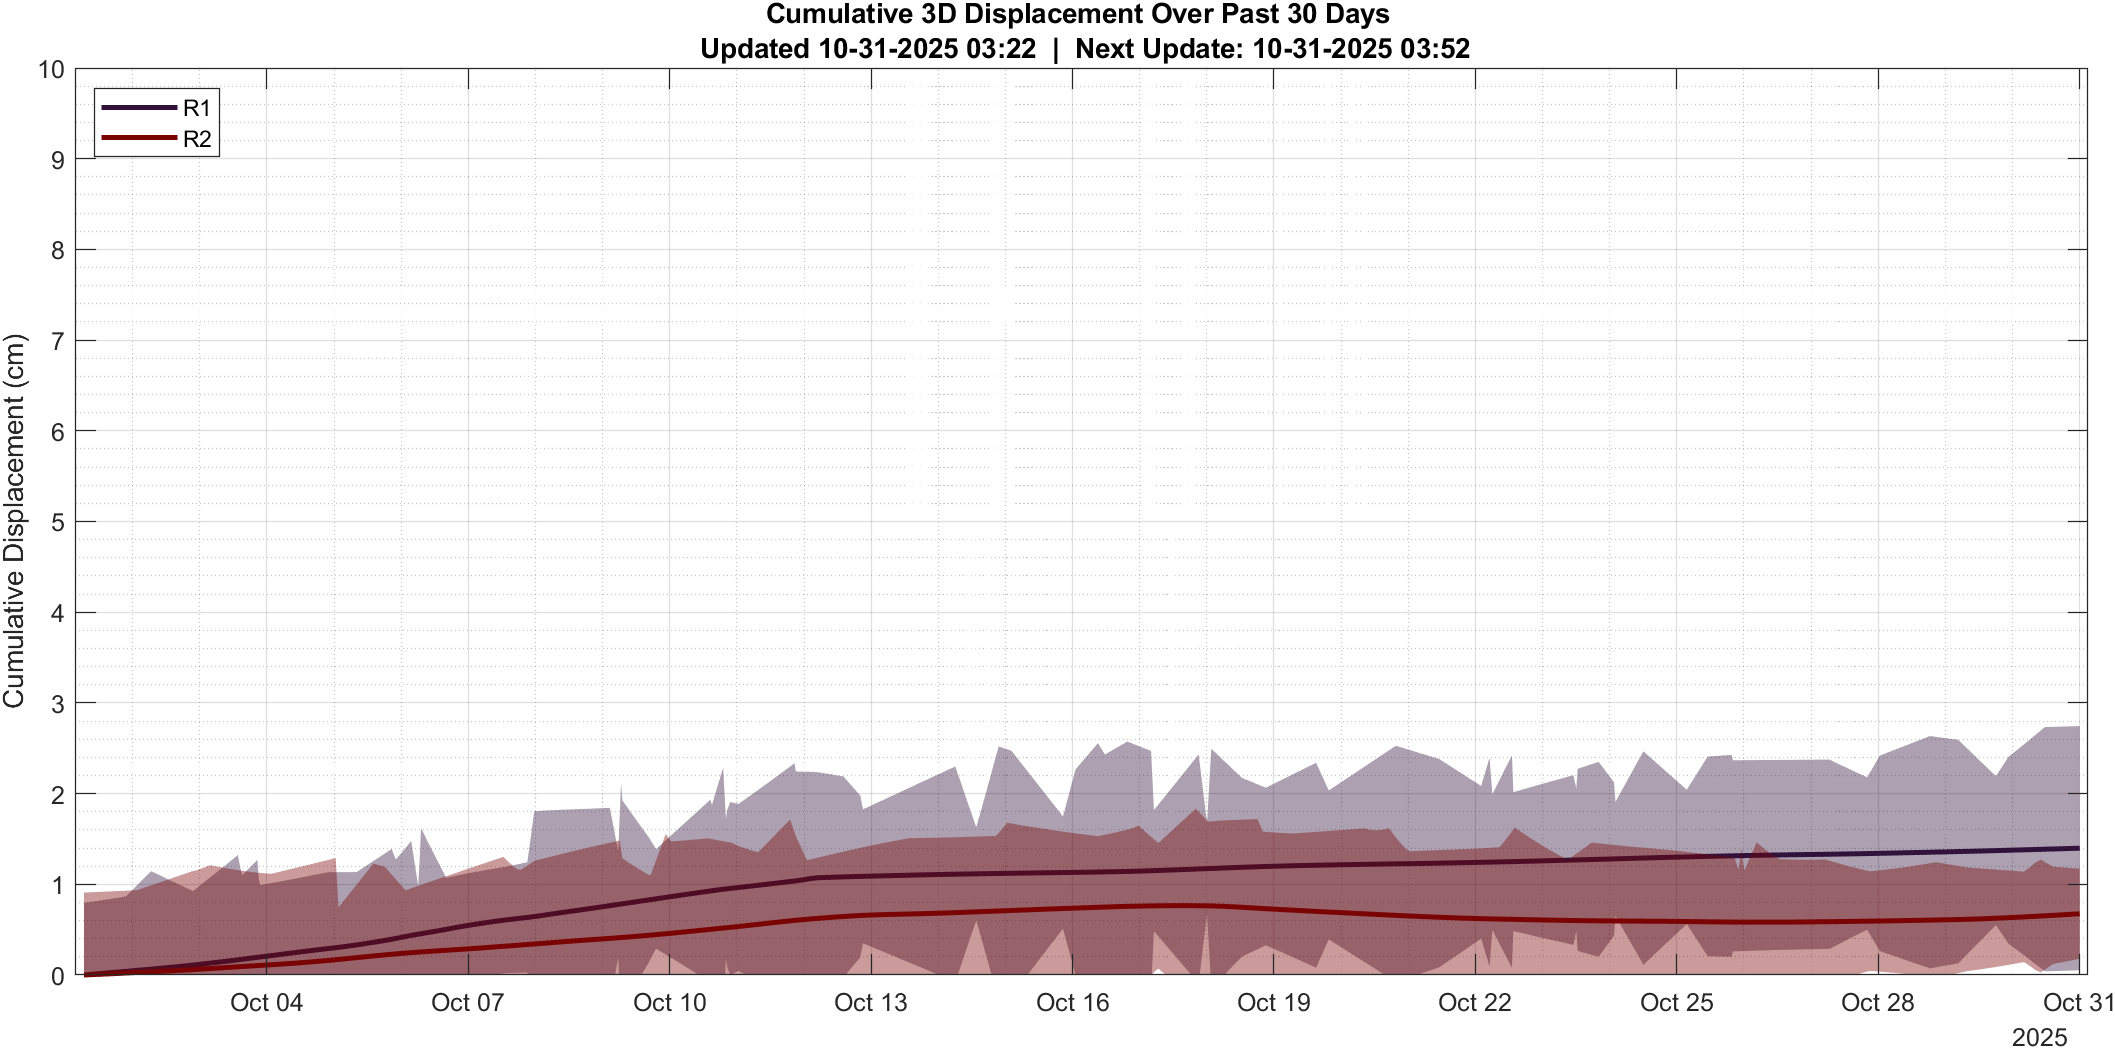 Cumulative 3D Displacement Over Past 30 Days
Updated 10-31-2025 03:22 | Next Update: 10-31-2025 03:52
R1
R2
Cumulative Displacement (cm)
10
9
8
7
6
5
4
3
2
1
0
Oct 04 Oct 07 Oct 10 Oct 13 Oct 16 Oct 19 Oct 22 Oct 25 Oct 28 Oct 31
2025